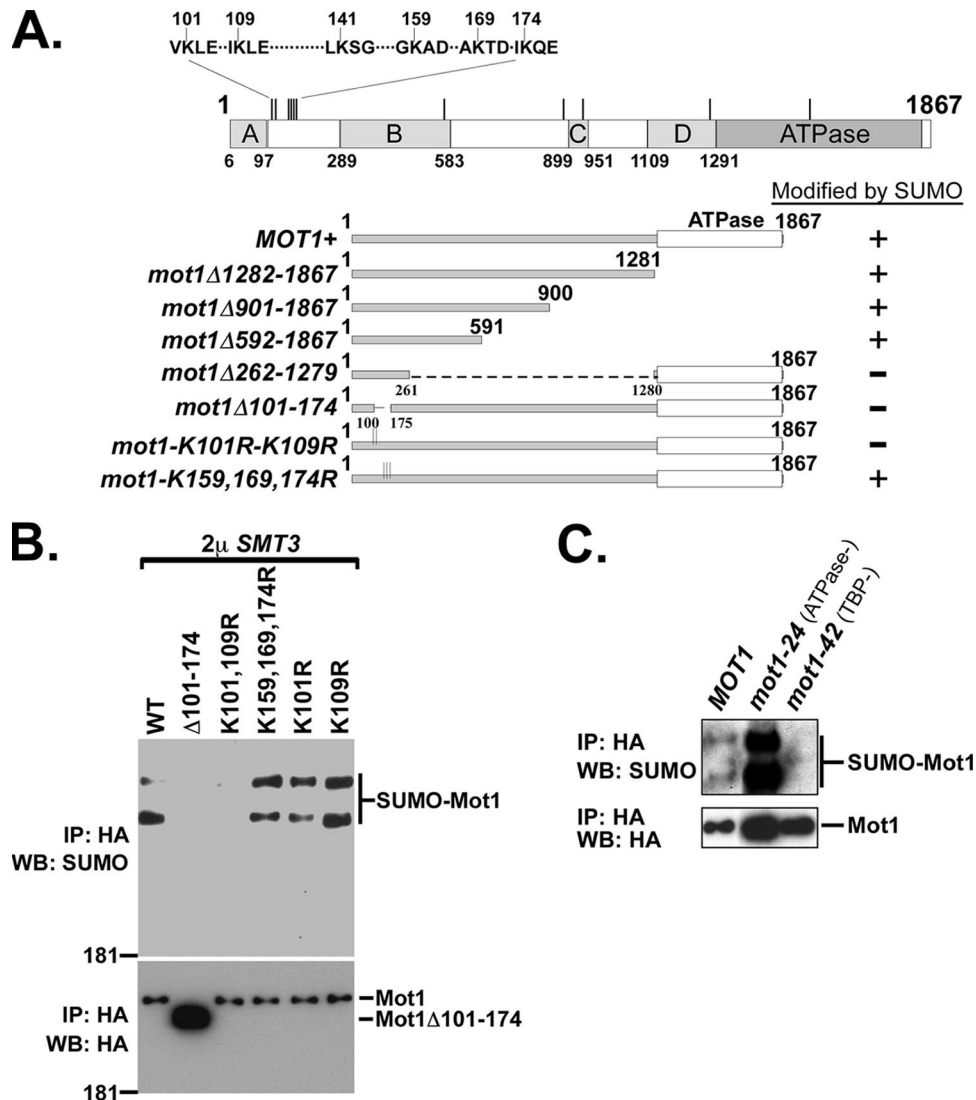 A.
101 109 141 159 169 174
VKLE··IKLE··········LKSG····GKAD··AKTD·IKQE
1 1867
A B C D ATPase
6 97 289 583 899 951 1109 1291
Modified by SUMO
MOT1+ 1 ATPase 1867 +
mot1Δ1282-1867 1 1281 +
mot1Δ901-1867 1 900 +
mot1Δ592-1867 1 591 +
mot1Δ262-1279 1 261 1280 1867 -
mot1Δ101-174 1 100 175 1867 -
mot1-K101R-K109R 1 1867 -
mot1-K159,169,174R 1 1867 +
B.
2μ SMT3
WT
Δ101-174
K101,109R
K159,169,174R
K101R
K109R
SUMO-Mot1
IP: HA
WB: SUMO
181
Mot1
IP: HA
Mot1Δ101-174
WB: HA
181
C.
MOT1
mot1-24 (ATPase-)
mot1-42 (TBP-)
IP: HA
WB: SUMO
SUMO-Mot1
IP: HA
WB: HA
Mot1